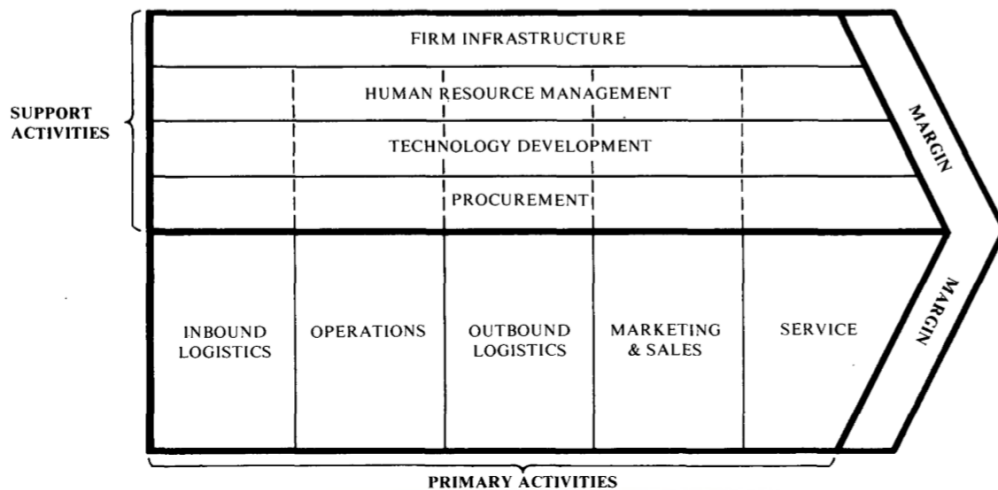 FIRM INFRASTRUCTURE
HUMAN RESOURCE MANAGEMENT
SUPPORT
ACTIVITIES
TECHNOLOGY DEVELOPMENT
PROCUREMENT
MARGIN
INBOUND
LOGISTICS
OPERATIONS
OUTBOUND
LOGISTICS
MARKETING
& SALES
SERVICE
MARGIN
PRIMARY ACTIVITIES